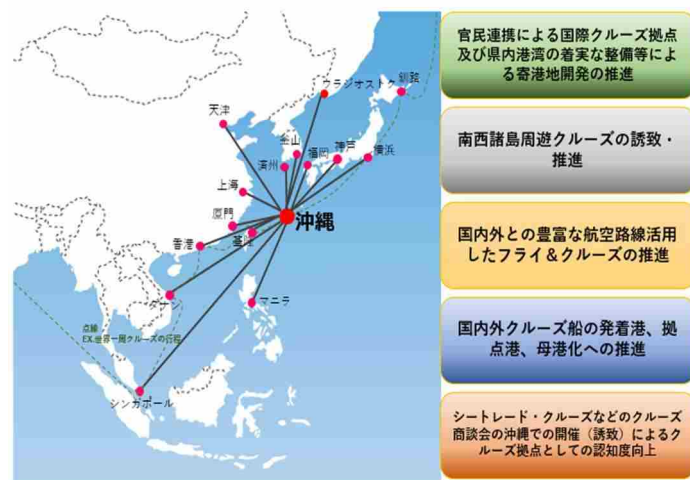 ウラジオストク
釧路
天津
釜山
福岡
神戸
横浜
済州
上海
厦門
沖縄
基隆
香港
ダナン
マニラ
点線
EX.世界一周クルーズの行程
シンガポール
官民連携による国際クルーズ拠点
及び県内港湾の着実な整備等によ
る寄港地開発の推進
南西諸島周遊クルーズの誘致・
推進
国内外との豊富な航空路線活用
したフライ＆クルーズの推進
国内外クルーズ船の発着港、拠
点港、母港化への推進
シートレード・クルーズなどのクルーズ
商談会の沖縄での開催（誘致）によるク
ルーズ拠点としての認知度向上